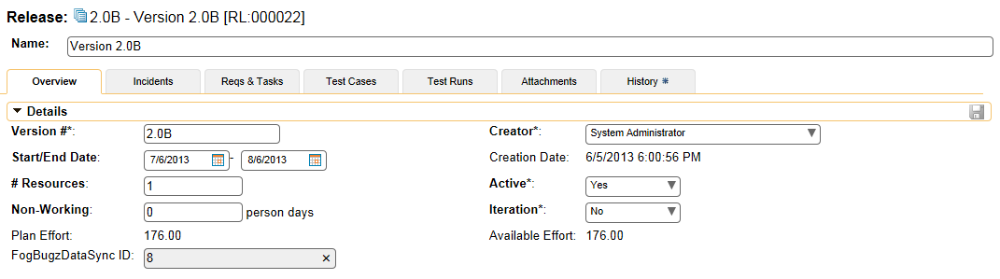 Release: 2.0B - Version 2.0B [RL:000022]
Name: Version 2.0B
Overview Incidents Reqs & Tasks Test Cases Test Runs Attachments History *
Details
Version #*: 2.0B Creator*: System Administrator
Start/End Date: 7/6/2013 - 8/6/2013 Creation Date: 6/5/2013 6:00:56 PM
# Resources: 1 Active*: Yes
Non-Working: 0 person days Iteration*: No
Plan Effort: 176.00 Available Effort: 176.00
FogBugzDataSync ID: 8 ×